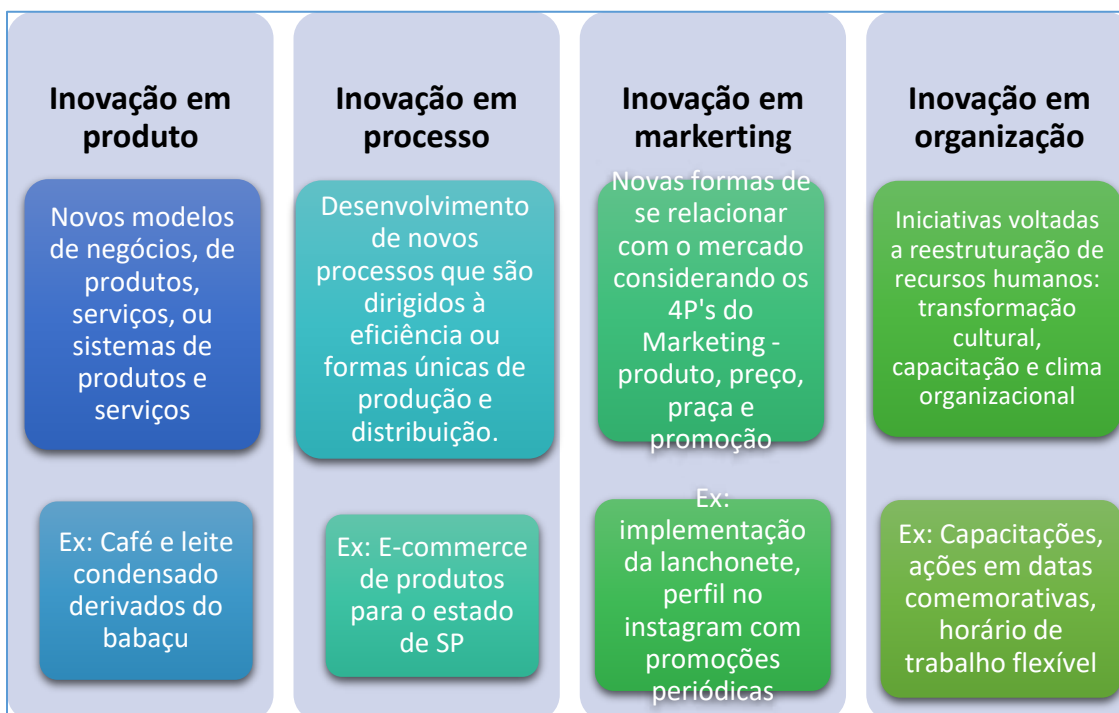 Inovação em
produto
Novos modelos
de negócios, de
produtos,
serviços, ou
sistemas de
produtos e
serviços
Ex: Café e leite
condensado
derivados do
babaçu
Inovação em
processo
Desenvolvimento
de novos
processos que são
dirigidos à
eficiência ou
formas únicas de
produção e
distribuição.
Ex: E-commerce
de produtos
para o estado
de SP
Inovação em
markerting
Novas formas de
se relacionar
com o mercado
considerando os
4P's do
Marketing -
produto, preço,
praça e
promoção
Ex:
implementação
da lanchonete,
perfil no
instagram com
promoções
periódicas
Inovação em
organização
Iniciativas voltadas
a reestruturação de
recursos humanos:
transformação
cultural,
capacitação e clima
organizacional
Ex: Capacitações,
ações em datas
comemorativas,
horário de
trabalho flexível